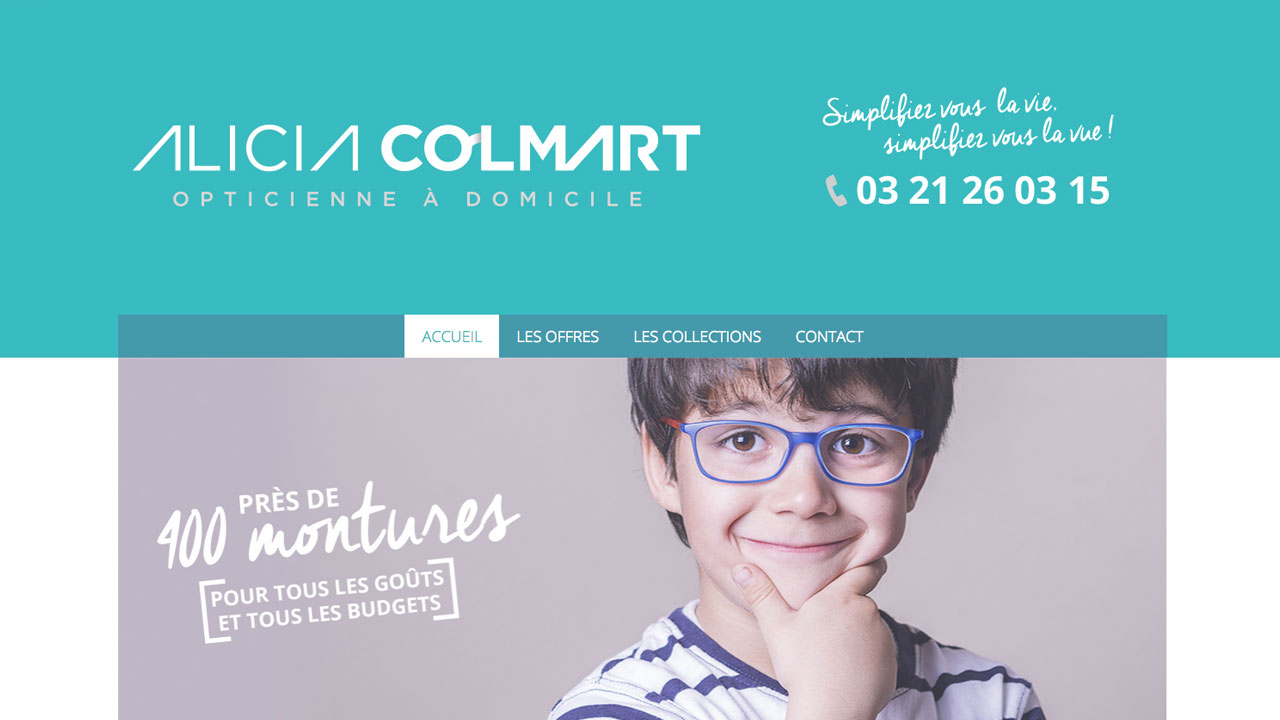 ALICIA COLMART
OPTICIENNE À DOMICILE
Simplifiez vous la vie,
simplifiez vous la vue !
03 21 26 03 15
ACCUEIL LES OFFRES LES COLLECTIONS CONTACT
PRÈS DE
400 montures
POUR TOUS LES GOÛTS
ET TOUS LES BUDGETS